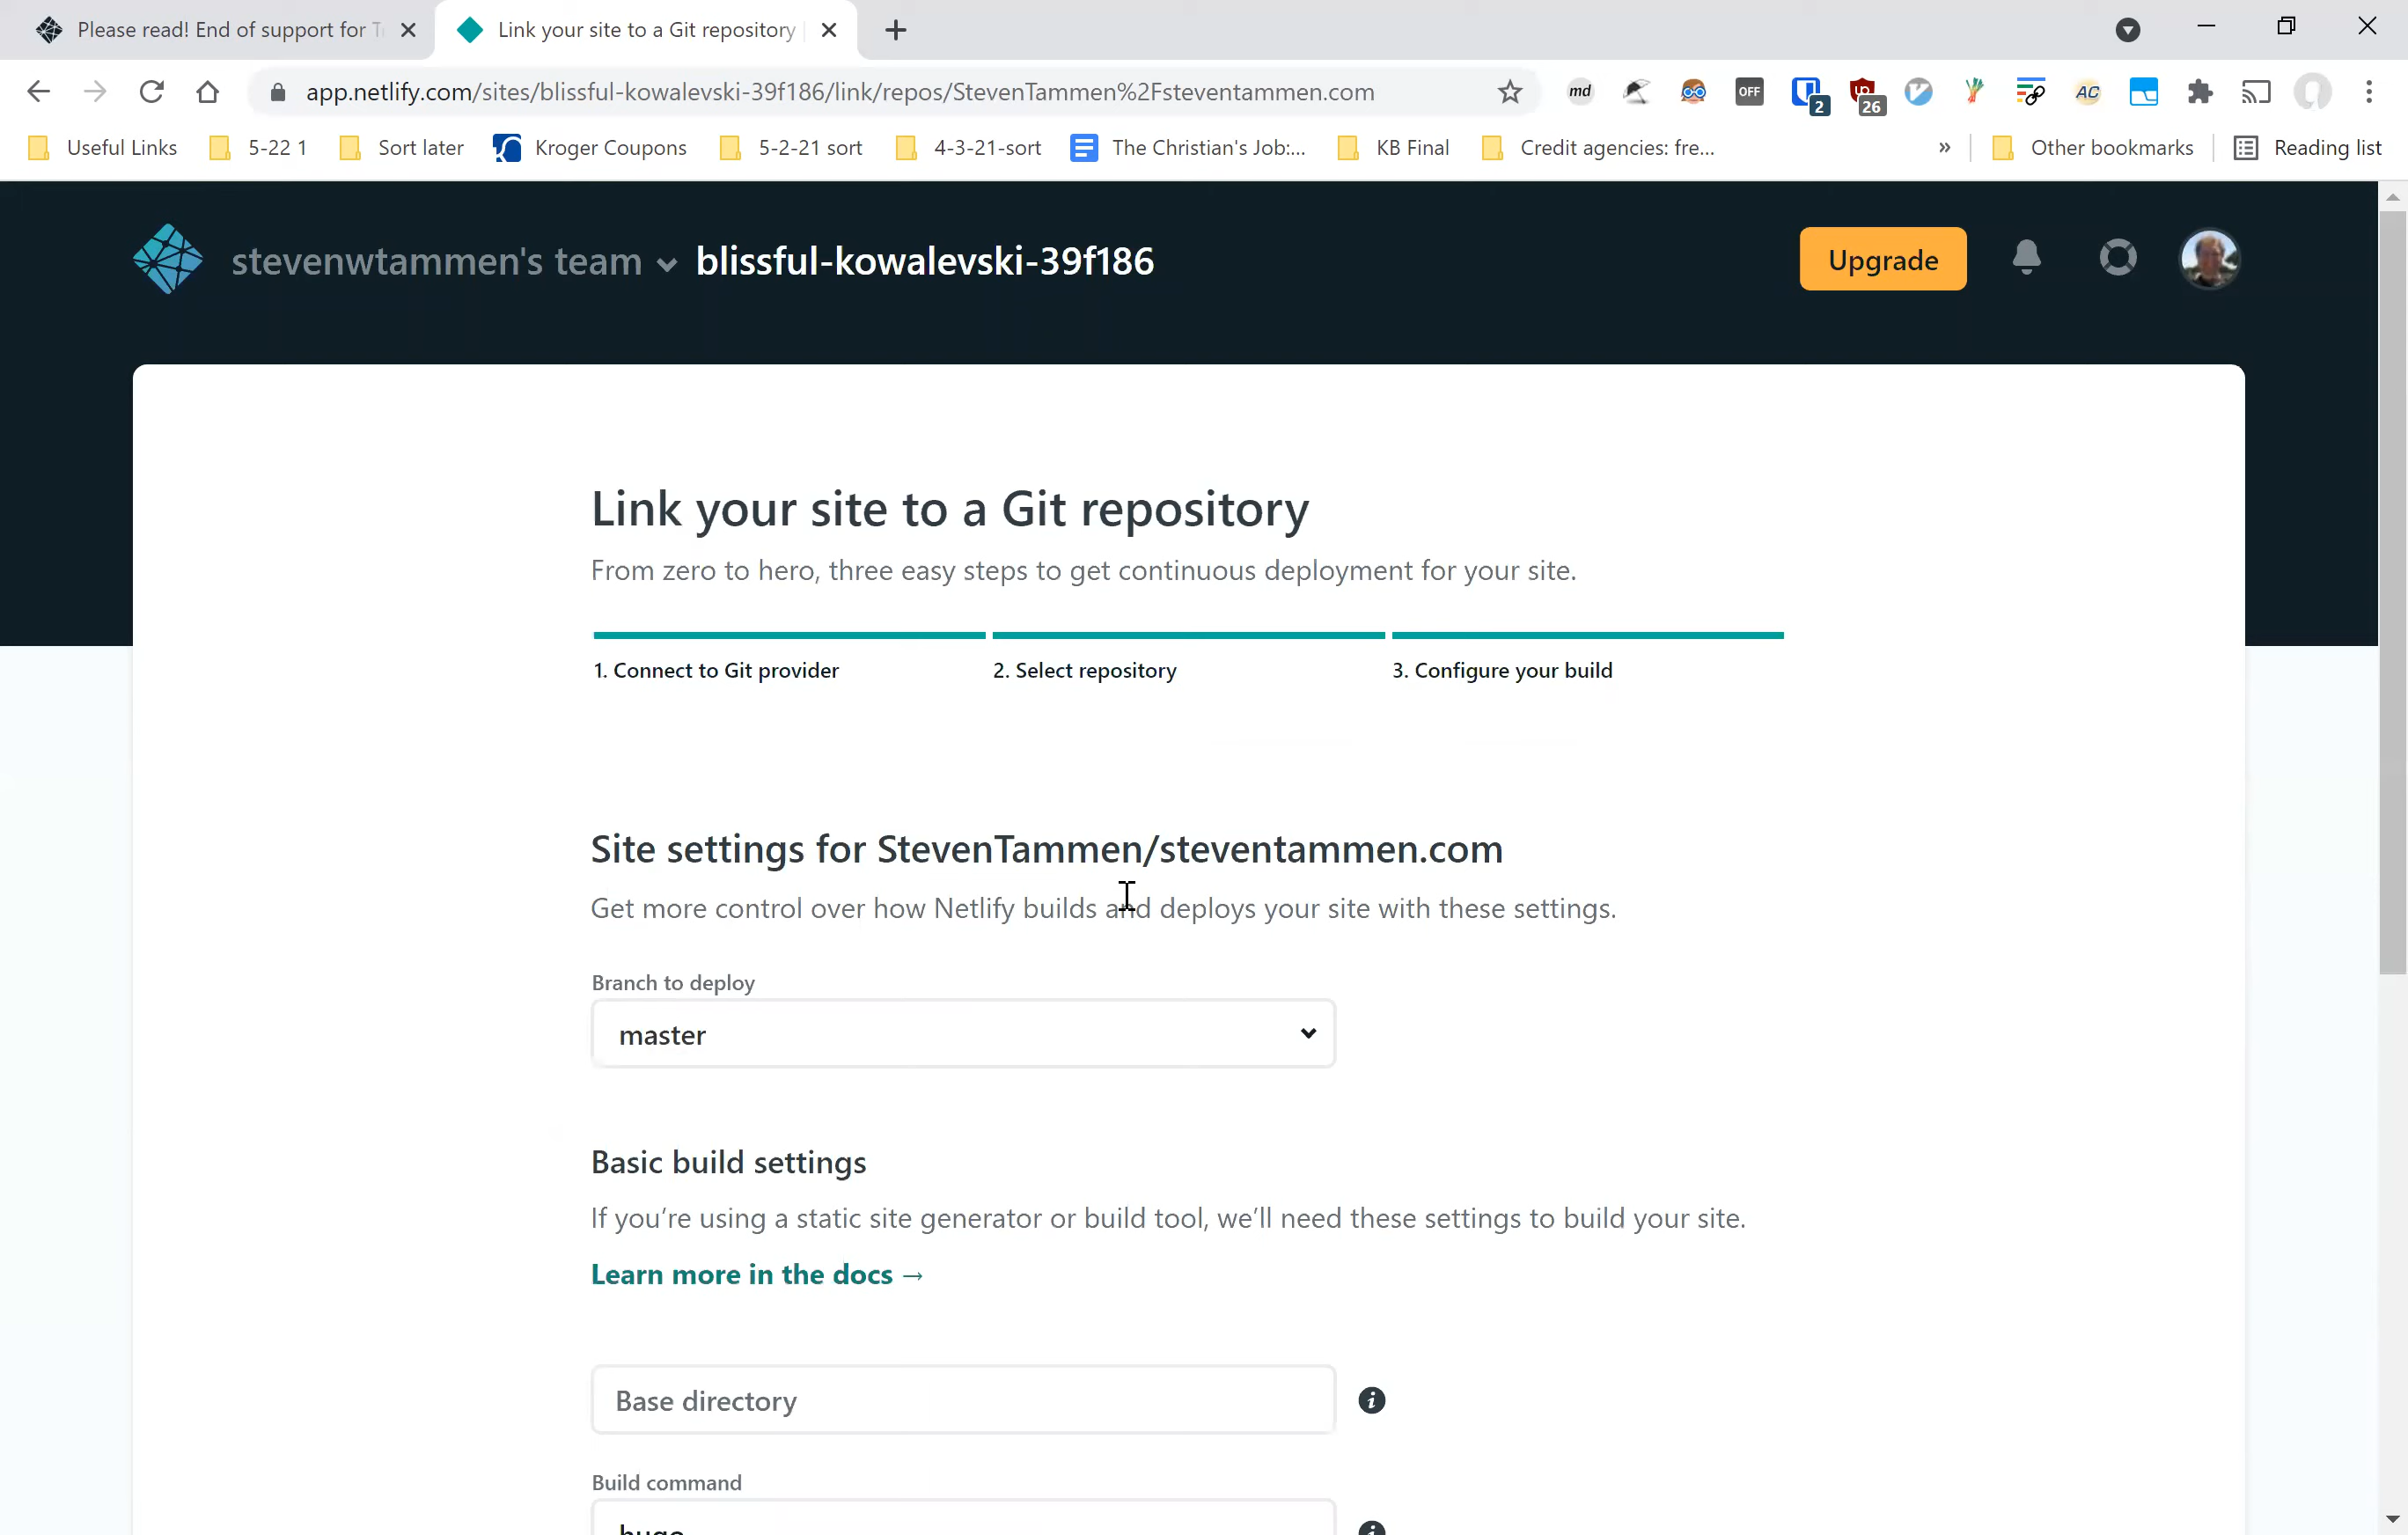 Please read! End of support for
Link your site to a Git repository
app.netlify.com/sites/blissful-kowalevski-39f186/link/repos/StevenTammen%2Fsteventammen.com
md
OFF
2
26
AC
Useful Links
5-22 1
Sort later
Kroger Coupons
5-2-21 sort
4-3-21-sort
The Christian's Job:...
KB Final
Credit agencies: fre...
»
Other bookmarks
Reading list
stevenwtammen's team
blissful-kowalevski-39f186
Upgrade
Link your site to a Git repository
From zero to hero, three easy steps to get continuous deployment for your site.
1. Connect to Git provider
2. Select repository
3. Configure your build
Site settings for StevenTammen/steventammen.com
Get more control over how Netlify builds and deploys your site with these settings.
Branch to deploy
master
Basic build settings
If you're using a static site generator or build tool, we'll need these settings to build your site.
Learn more in the docs →
Base directory
Build command
hugo